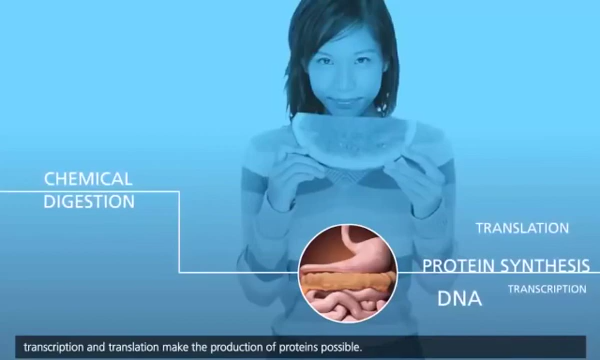 CHEMICAL
DIGESTION
TRANSLATION
PROTEIN SYNTHESIS
DNA
TRANSCRIPTION
transcription and translation make the production of proteins possible.